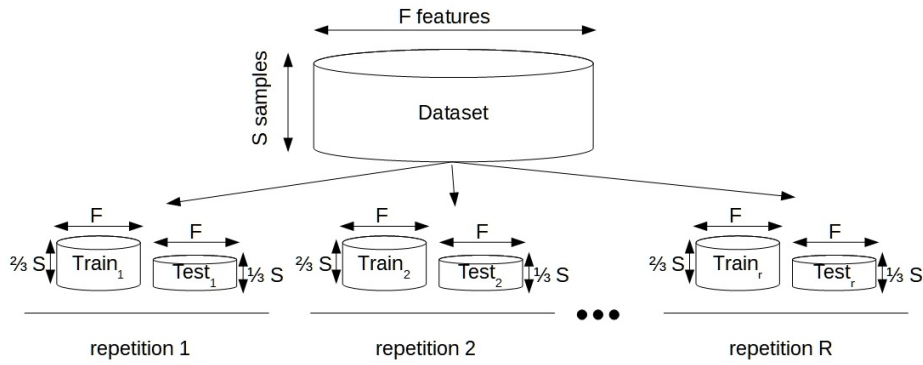 F features
S samples
Dataset
F
F
⅔ S
Train1
Test1
⅓ S
F
F
⅔ S
Train2
Test2
⅓ S
F
F
⅔ S
Trainr
Testr
⅓ S
repetition 1
repetition 2
repetition R